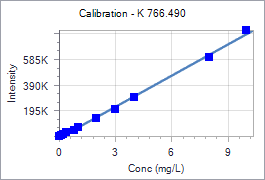 Calibration - K 766.490
Intensity
585K
390K
195K
0 3 6 9
Conc (mg/L)